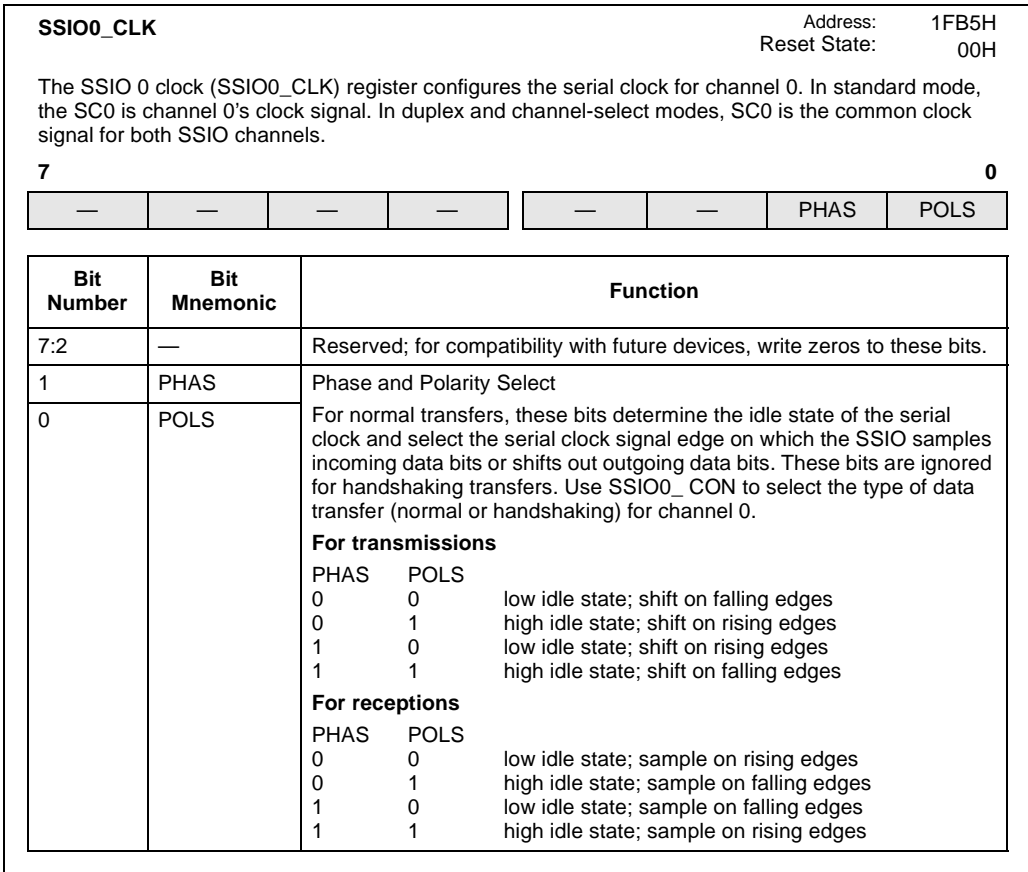 SSIO0_CLK
Address: 1FB5H
Reset State: 00H
The SSIO 0 clock (SSIO0_CLK) register configures the serial clock for channel 0. In standard mode,
the SC0 is channel 0's clock signal. In duplex and channel-select modes, SC0 is the common clock
signal for both SSIO channels.
7 0
— — — — — — PHAS POLS
Bit Number Bit Mnemonic Function
7:2 — Reserved; for compatibility with future devices, write zeros to these bits.
1 PHAS Phase and Polarity Select
0 POLS For normal transfers, these bits determine the idle state of the serial
clock and select the serial clock signal edge on which the SSIO samples
incoming data bits or shifts out outgoing data bits. These bits are ignored
for handshaking transfers. Use SSIO0_ CON to select the type of data
transfer (normal or handshaking) for channel 0.
For transmissions
PHAS POLS
0 0 low idle state; shift on falling edges
0 1 high idle state; shift on rising edges
1 0 low idle state; shift on rising edges
1 1 high idle state; shift on falling edges
For receptions
PHAS POLS
0 0 low idle state; sample on rising edges
0 1 high idle state; sample on falling edges
1 0 low idle state; sample on falling edges
1 1 high idle state; sample on rising edges